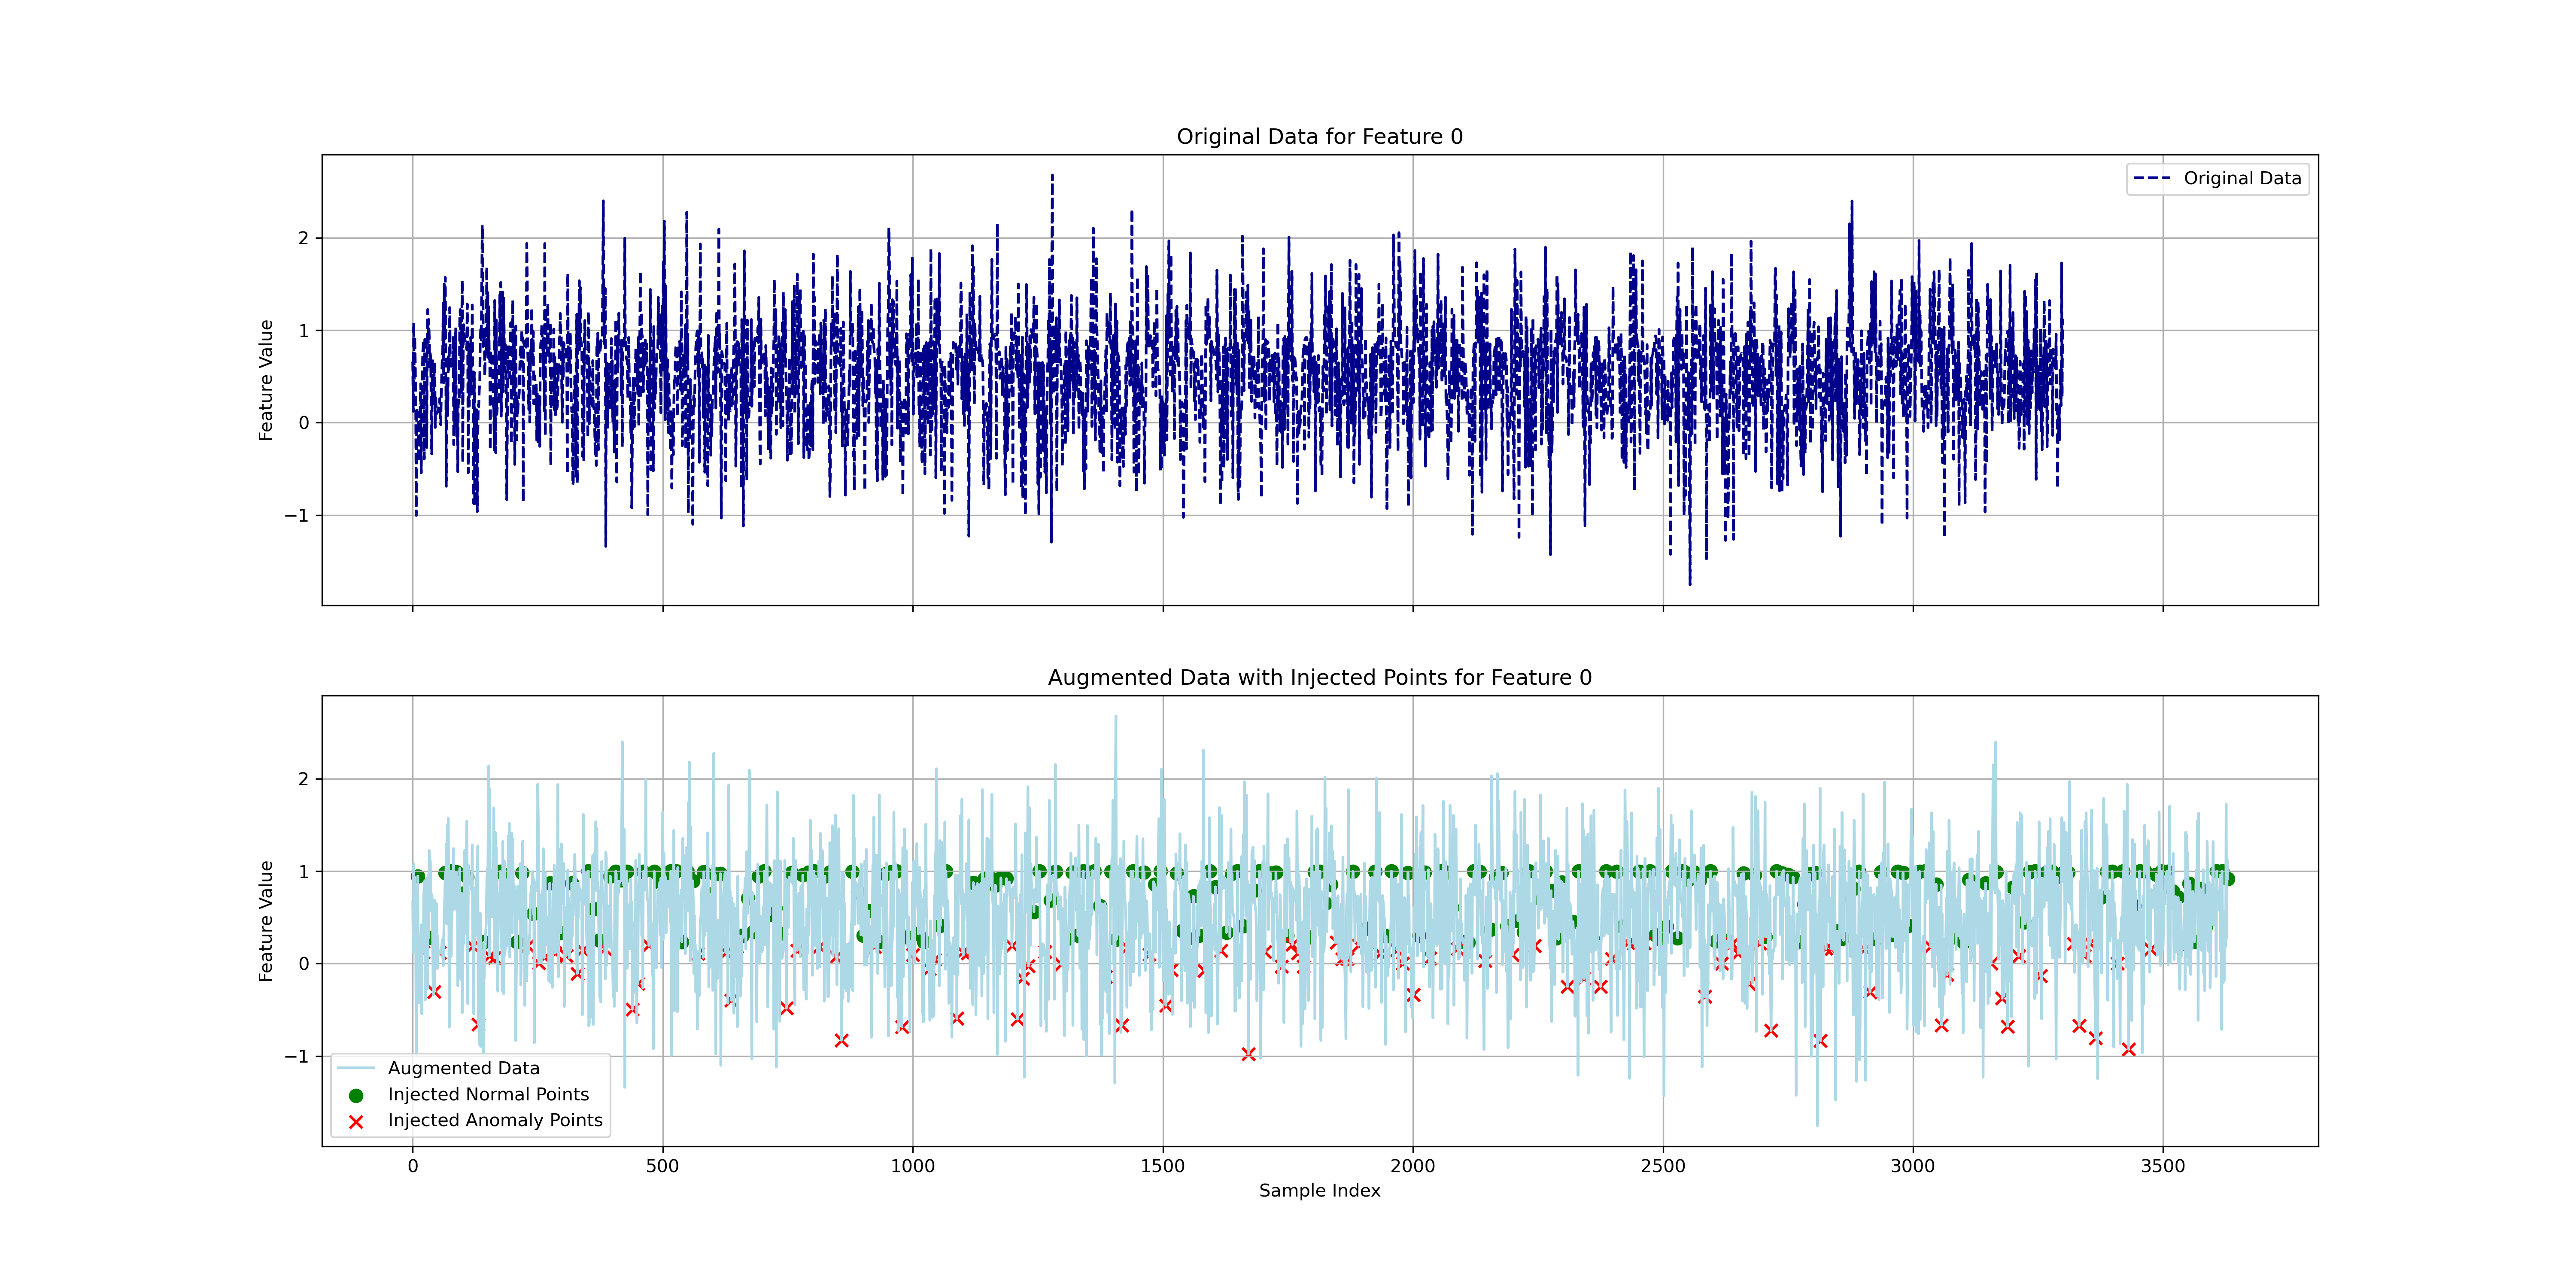 Original Data for Feature 0
Original Data
Feature Value
2
1
0
−1
Augmented Data with Injected Points for Feature 0
Feature Value
2
1
0
−1
Augmented Data
Injected Normal Points
Injected Anomaly Points
0 500 1000 1500 2000 2500 3000 3500
Sample Index